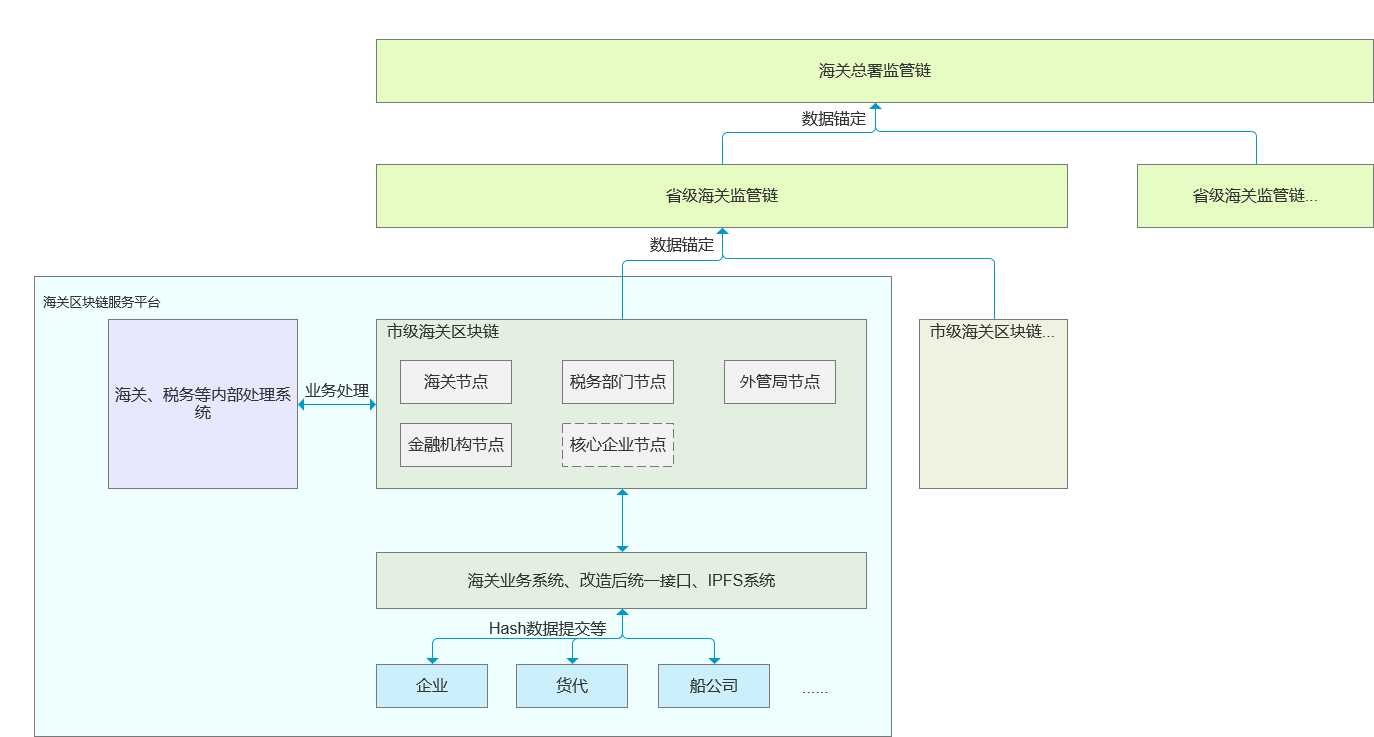 海关总署监管链
数据锚定
省级海关监管链
省级海关监管链...
数据锚定
海关区块链服务平台
市级海关区块链
市级海关区块链...
海关、税务等内部处理系
统
业务处理
海关节点
税务部门节点
外管局节点
金融机构节点
核心企业节点
海关业务系统、改造后统一接口、IPFS系统
Hash数据提交等
企业
货代
船公司
......